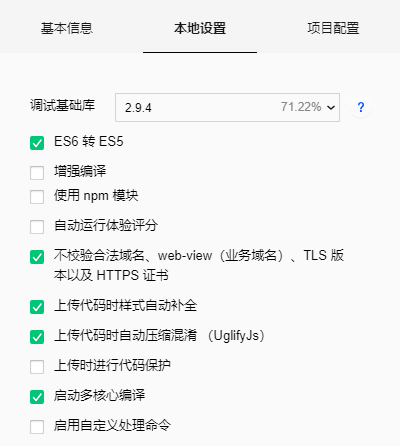 基本信息 本地设置 项目配置
调试基础库 2.9.4 71.22% ?
ES6 转 ES5
增强编译
使用 npm 模块
自动运行体验评分
不校验合法域名、web-view（业务域名）、TLS 版
本以及 HTTPS 证书
上传代码时样式自动补全
上传代码时自动压缩混淆 （UglifyJs）
上传时进行代码保护
启动多核心编译
启用自定义处理命令